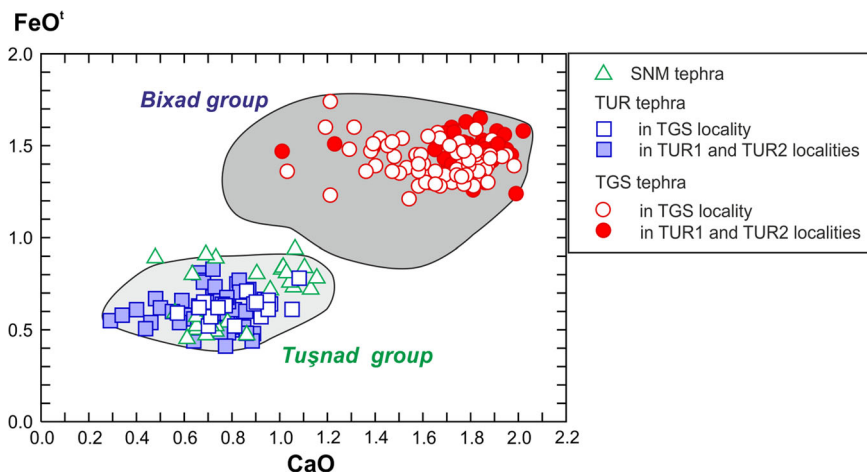 FeOᵗ
2.0
1.5
1.0
0.5
0.0
0.0 0.2 0.4 0.6 0.8 1.0 1.2 1.4 1.6 1.8 2.0 2.2
CaO
Bixad group
Tuşnad group
SNM tephra
TUR tephra
in TGS locality
in TUR1 and TUR2 localities
TGS tephra
in TGS locality
in TUR1 and TUR2 localities